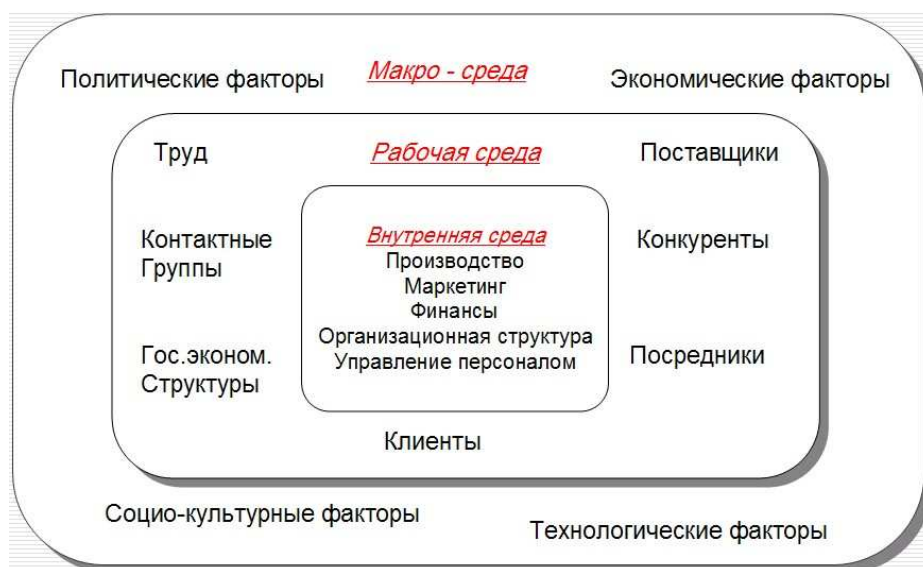 Политические факторы
Макро - среда
Экономические факторы
Труд
Рабочая среда
Поставщики
Контактные
Группы
Внутренняя среда
Производство
Маркетинг
Финансы
Организационная структура
Управление персоналом
Конкуренты
Гос.эконом.
Структуры
Посредники
Клиенты
Социо-культурные факторы
Технологические факторы